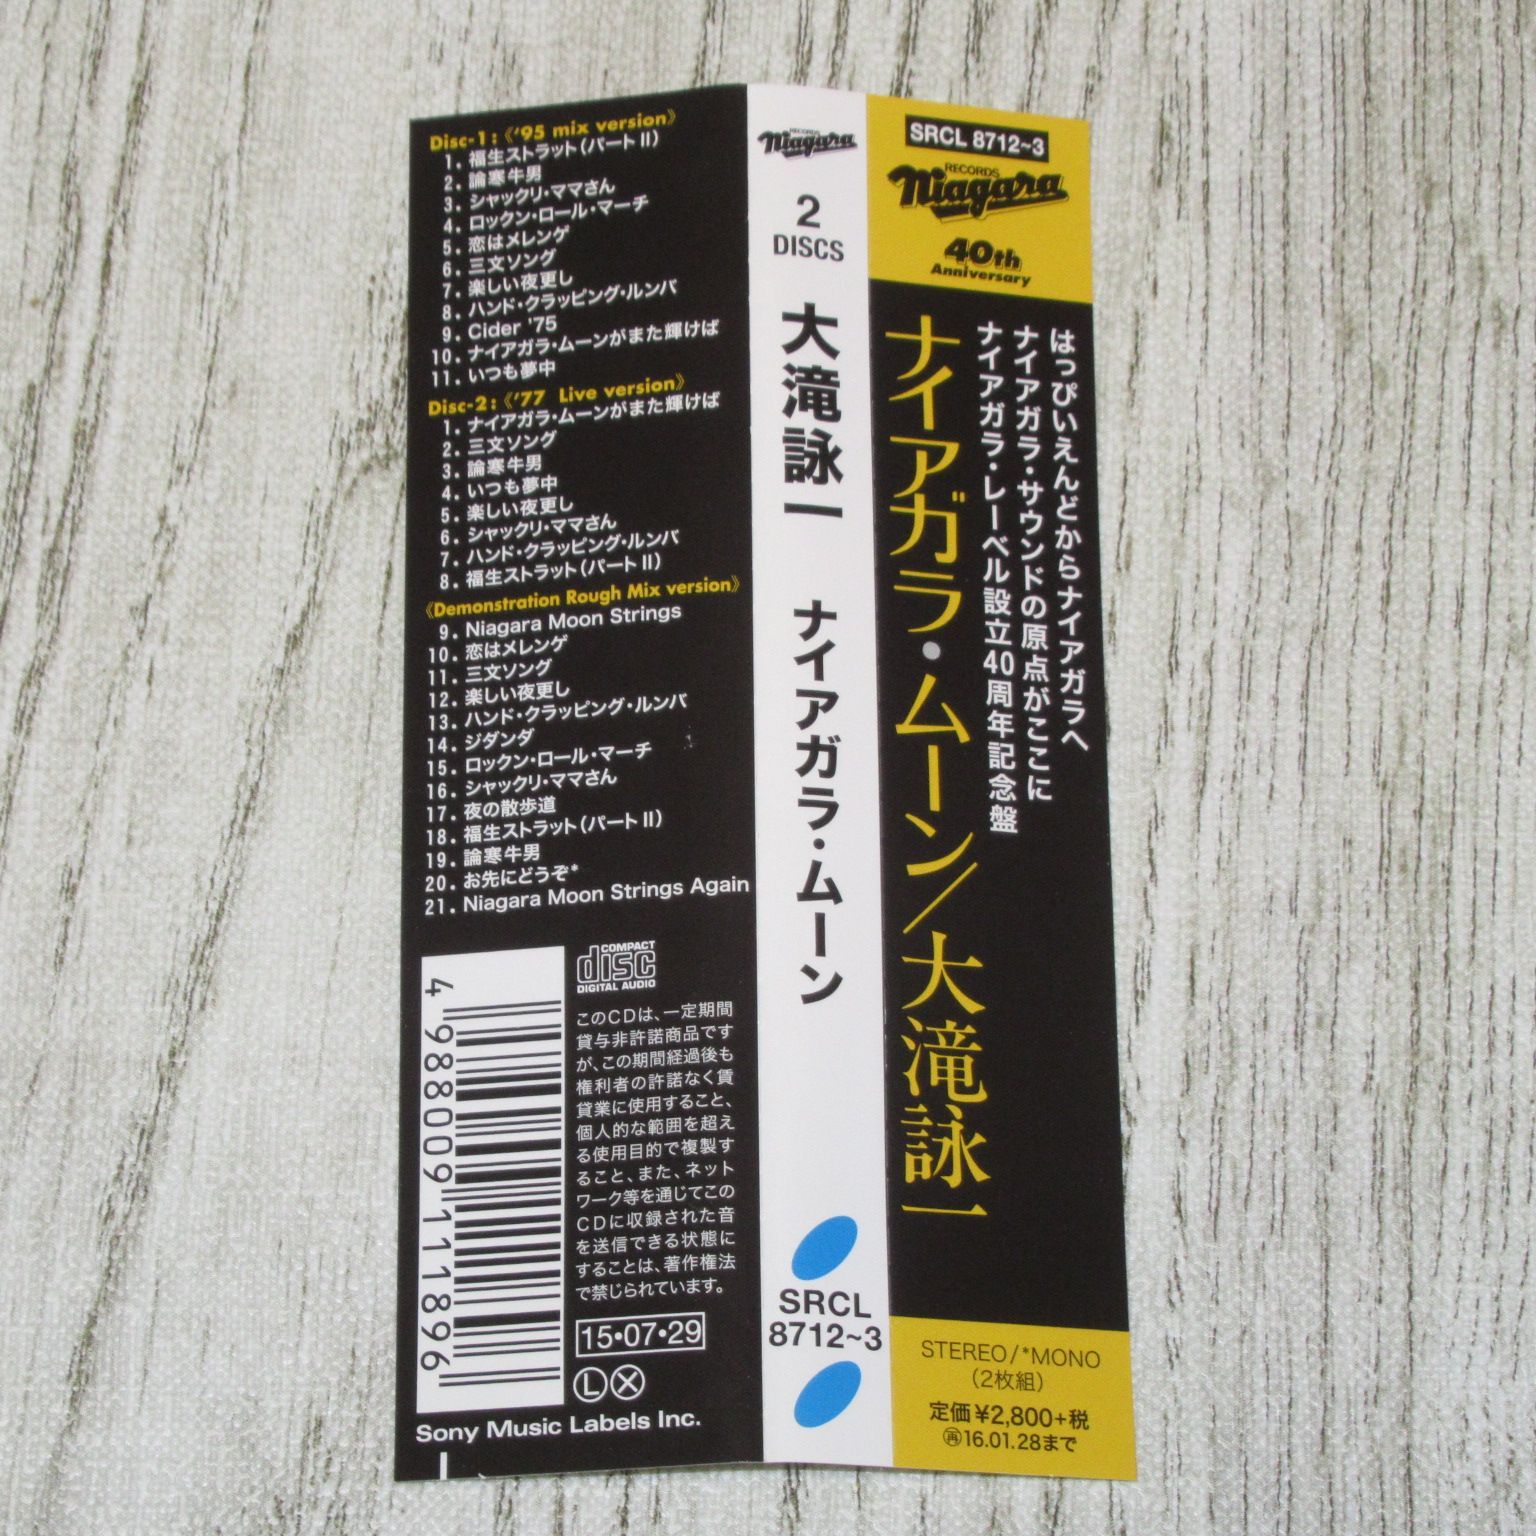 Disc-1:《'95 mix version》
1. 福生ストラット(パートII)
2. 論寒牛男
3. シャックリ・ママさん
4. ロックン・ロール・マーチ
5. 恋はメレンゲ
6. 三文ソング
7. 楽しい夜更し
8. ハンド・クラッピング・ルンバ
9. Cider '75
10. ナイアガラ・ムーンがまた輝けば
11. いつも夢中
Disc-2:《'77 Live version》
1. ナイアガラ・ムーンがまた輝けば
2. 三文ソング
3. 論寒牛男
4. いつも夢中
5. 楽しい夜更し
6. シャックリ・ママさん
7. ハンド・クラッピング・ルンバ
8. 福生ストラット(パートII)
《Demonstration Rough Mix version》
9. Niagara Moon Strings
10. 恋はメレンゲ
11. 三文ソング
12. 楽しい夜更し
13. ハンド・クラッピング・ルンバ
14. ジダンダ
15. ロックン・ロール・マーチ
16. シャックリ・ママさん
17. 夜の散歩道
18. 福生ストラット(パートII)
19. 論寒牛男
20. お先にどうぞ*
21. Niagara Moon Strings Again
4 988009 111896
COMPACT
disc
DIGITAL AUDIO
このCDは、一定期間
貸与非許諾商品です
が、この期間経過後も
権利者の許諾なく賃
貸業に使用すること、
個人的な範囲を超え
る使用目的で複製す
ること、また、ネット
ワーク等を通じてこの
CDに収録された音
を送信できる状態に
することは、著作権法
で禁じられています。
15・07・29
L X
Sony Music Labels Inc.
RECORDS
Niagara
2
DISCS
大滝詠一 ナイアガラ・ムーン
SRCL
8712~3
SRCL 8712~3
RECORDS
Niagara
40th
Anniversary
はっぴいえんどからナイアガラへ
ナイアガラ・サウンドの原点がここに
ナイアガラ・レーベル設立40周年記念盤
ナイアガラ・ムーン/大滝詠一
STEREO/*MONO
(2枚組)
定価¥2,800+税
再16.01.28まで